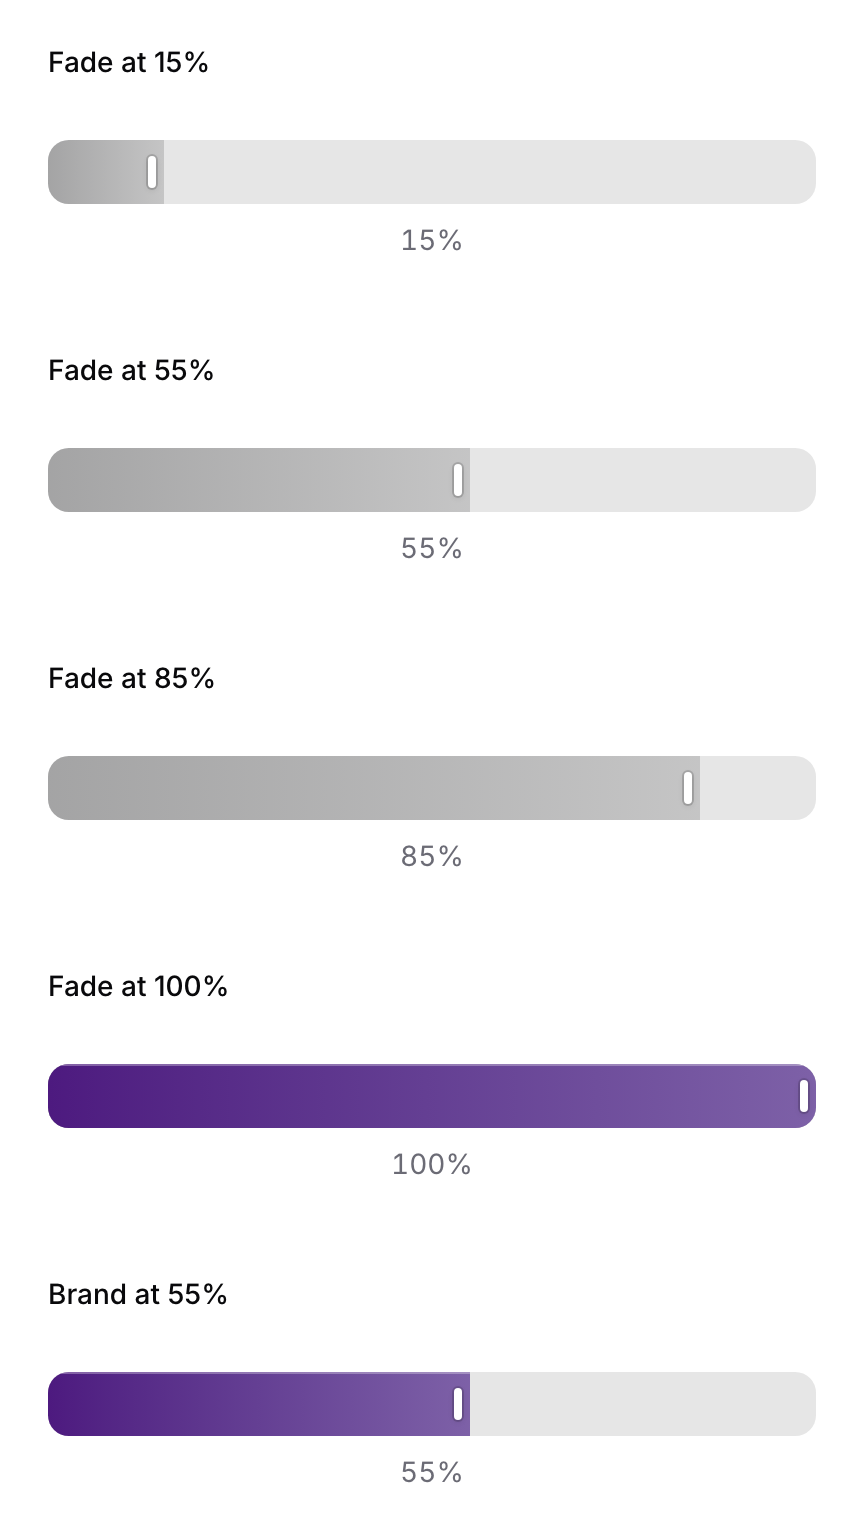 Fade at 15%
15%
Fade at 55%
55%
Fade at 85%
85%
Fade at 100%
100%
Brand at 55%
55%